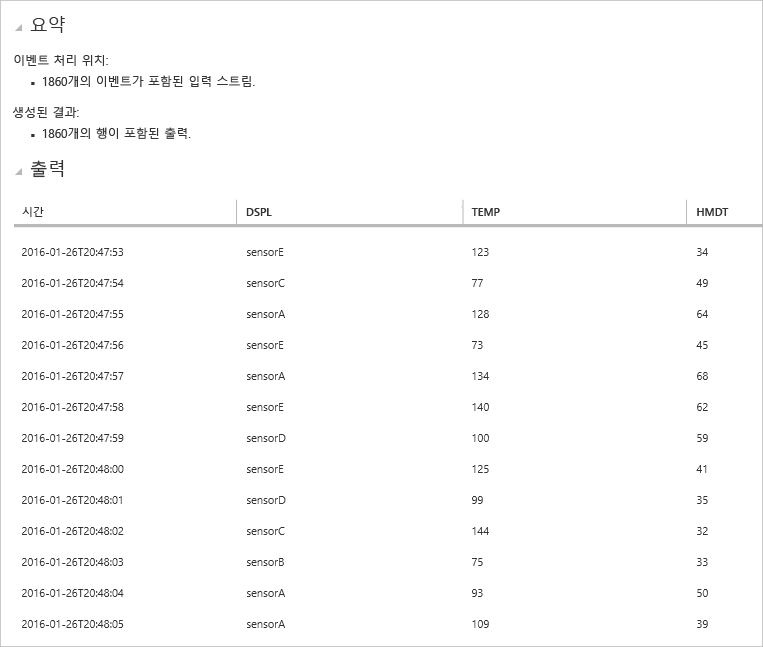 요약
이벤트 처리 위치:
▪ 1860개의 이벤트가 포함된 입력 스트림.
생성된 결과:
▪ 1860개의 행이 포함된 출력.
출력
시간 DSPL TEMP HMDT
2016-01-26T20:47:53 sensorE 123 34
2016-01-26T20:47:54 sensorC 77 49
2016-01-26T20:47:55 sensorA 128 64
2016-01-26T20:47:56 sensorE 73 45
2016-01-26T20:47:57 sensorA 134 68
2016-01-26T20:47:58 sensorE 140 62
2016-01-26T20:47:59 sensorD 100 59
2016-01-26T20:48:00 sensorE 125 41
2016-01-26T20:48:01 sensorD 99 35
2016-01-26T20:48:02 sensorC 144 32
2016-01-26T20:48:03 sensorB 75 33
2016-01-26T20:48:04 sensorA 93 50
2016-01-26T20:48:05 sensorA 109 39